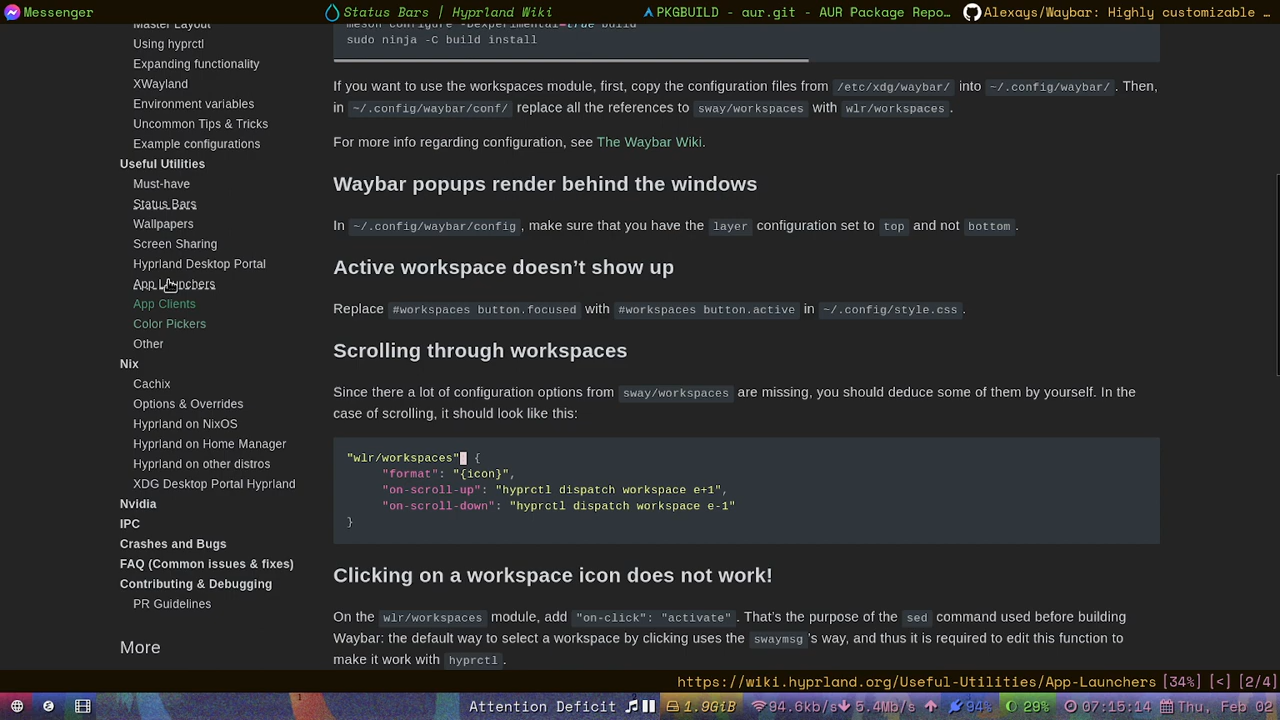 Messenger
Status Bars | Hyprland Wiki
PKGBUILD - aur.git - AUR Package Repo…
Alexays/Waybar: Highly customizable …
Master Layout
Using hyprctl
Expanding functionality
XWayland
Environment variables
Uncommon Tips & Tricks
Example configurations
Useful Utilities
Must-have
Status Bars
Wallpapers
Screen Sharing
Hyprland Desktop Portal
App Launchers
App Clients
Color Pickers
Other
Nix
Cachix
Options & Overrides
Hyprland on NixOS
Hyprland on Home Manager
Hyprland on other distros
XDG Desktop Portal Hyprland
Nvidia
IPC
Crashes and Bugs
FAQ (Common issues & fixes)
Contributing & Debugging
PR Guidelines
More
meson configure -Dexperimental=true build
sudo ninja -C build install
If you want to use the workspaces module, first, copy the configuration files from /etc/xdg/waybar/ into ~/.config/waybar/. Then,
in ~/.config/waybar/conf/ replace all the references to sway/workspaces with wlr/workspaces.
For more info regarding configuration, see The Waybar Wiki.
Waybar popups render behind the windows
In ~/.config/waybar/config, make sure that you have the layer configuration set to top and not bottom.
Active workspace doesn’t show up
Replace #workspaces button.focused with #workspaces button.active in ~/.config/style.css.
Scrolling through workspaces
Since there a lot of configuration options from sway/workspaces are missing, you should deduce some of them by yourself. In the
case of scrolling, it should look like this:
"wlr/workspaces" {
"format": "{icon}",
"on-scroll-up": "hyprctl dispatch workspace e+1",
"on-scroll-down": "hyprctl dispatch workspace e-1"
}
Clicking on a workspace icon does not work!
On the wlr/workspaces module, add "on-click": "activate". That’s the purpose of the sed command used before building
Waybar: the default way to select a workspace by clicking uses the swaymsg's way, and thus it is required to edit this function to
make it work with hyprctl.
https://wiki.hyprland.org/Useful-Utilities/App-Launchers [34%] [<] [2/4]
Attention Deficit 1.9GiB 94.6kb/s 5.4Mb/s 94% 29% 07:15:14 Thu, Feb 02